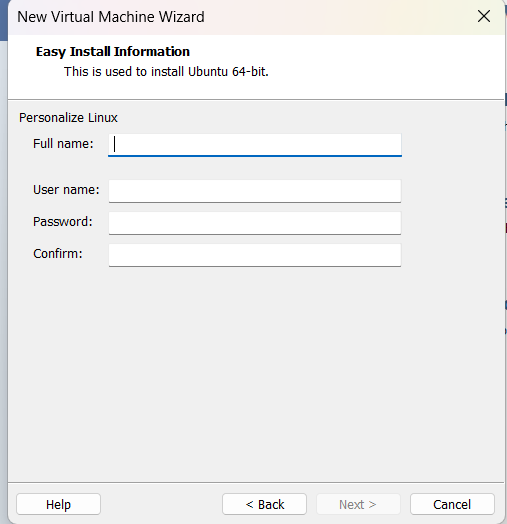 New Virtual Machine Wizard
Easy Install Information
This is used to install Ubuntu 64-bit.
Personalize Linux
Full name:
User name:
Password:
Confirm:
Help
< Back
Next >
Cancel